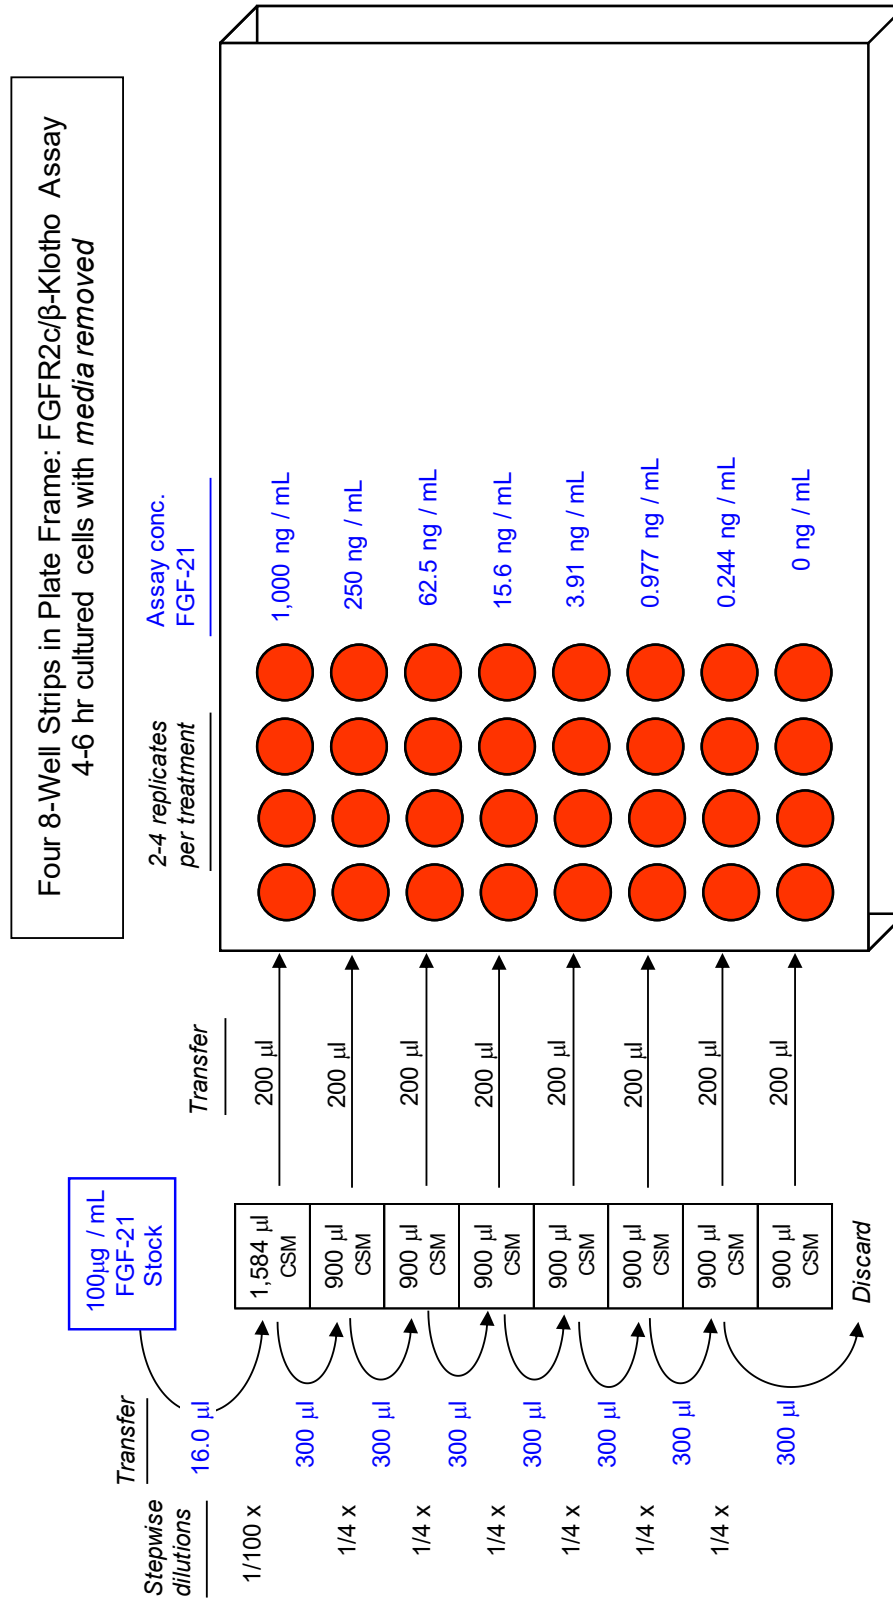 Four 8-Well Strips in Plate Frame: FGFR2c/β-Klotho Assay
4-6 hr cultured cells with media removed
Stepwise
dilutions
Transfer
100μg / mL
FGF-21
Stock
Transfer
2-4 replicates
per treatment
Assay conc.
FGF-21
1/100 x
16.0 μl
1,584 μl
CSM
200 μl
1,000 ng / mL
1/4 x
300 μl
900 μl
CSM
200 μl
250 ng / mL
1/4 x
300 μl
900 μl
CSM
200 μl
62.5 ng / mL
1/4 x
300 μl
900 μl
CSM
200 μl
15.6 ng / mL
1/4 x
300 μl
900 μl
CSM
200 μl
3.91 ng / mL
1/4 x
300 μl
900 μl
CSM
200 μl
0.977 ng / mL
1/4 x
300 μl
900 μl
CSM
200 μl
0.244 ng / mL
300 μl
900 μl
CSM
200 μl
0 ng / mL
Discard